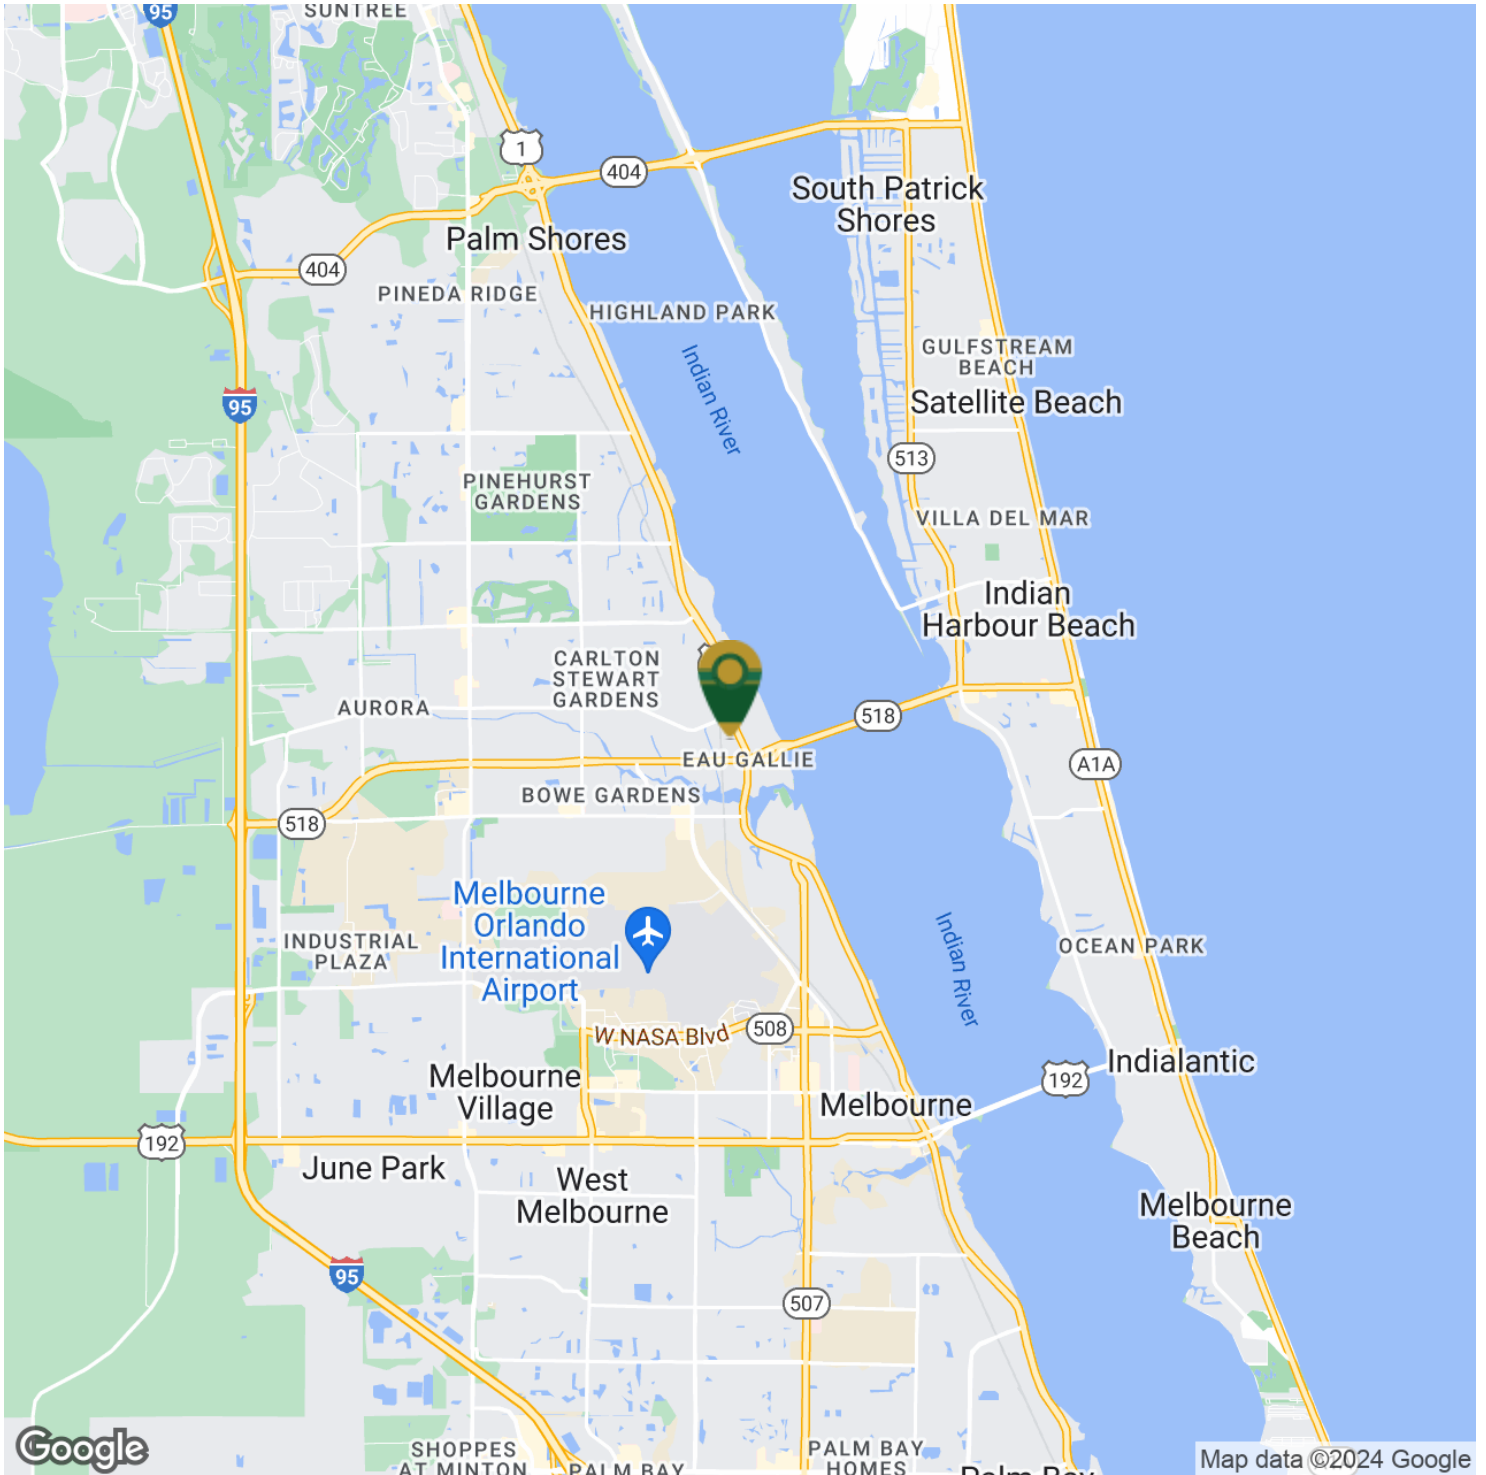 95
SUNTREE
1
404
South Patrick
Shores
Palm Shores
404
PINEDA RIDGE
HIGHLAND PARK
Indian River
GULFSTREAM
BEACH
95
Satellite Beach
513
PINEHURST
GARDENS
VILLA DEL MAR
Indian
Harbour Beach
CARLTON
STEWART
GARDENS
AURORA
518
EAU GALLIE
A1A
BOWE GARDENS
518
Melbourne
Orlando
International
Airport
INDUSTRIAL
PLAZA
Indian River
OCEAN PARK
W NASA Blvd
508
Melbourne
Village
192
Indialantic
Melbourne
192
June Park
West
Melbourne
Melbourne
Beach
95
507
Google
SHOPPES
AT MINTON
PALM BAY
PALM BAY
HOMES
Palm Bay
Map data ©2024 Google